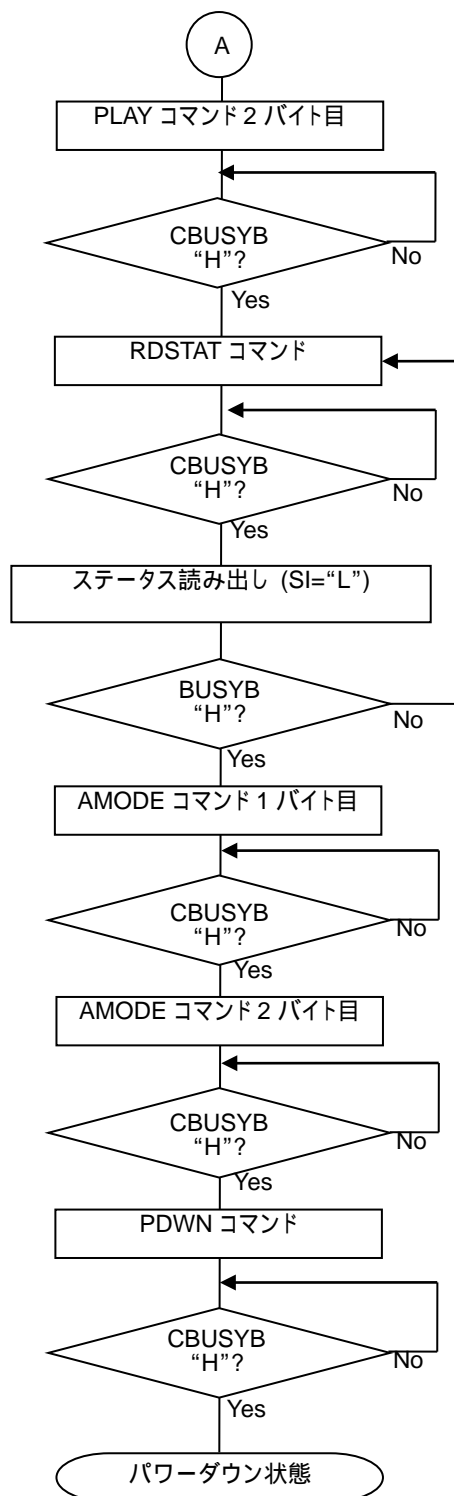 A
PLAY コマンド 2 バイト目
CBUSYB
“H”?
No
Yes
RDSTAT コマンド
CBUSYB
“H”?
No
Yes
ステータス読み出し (SI=“L”)
BUSYB
“H”?
No
Yes
AMODE コマンド 1 バイト目
CBUSYB
“H”?
No
Yes
AMODE コマンド 2 バイト目
CBUSYB
“H”?
No
Yes
PDWN コマンド
CBUSYB
“H”?
No
Yes
パワーダウン状態